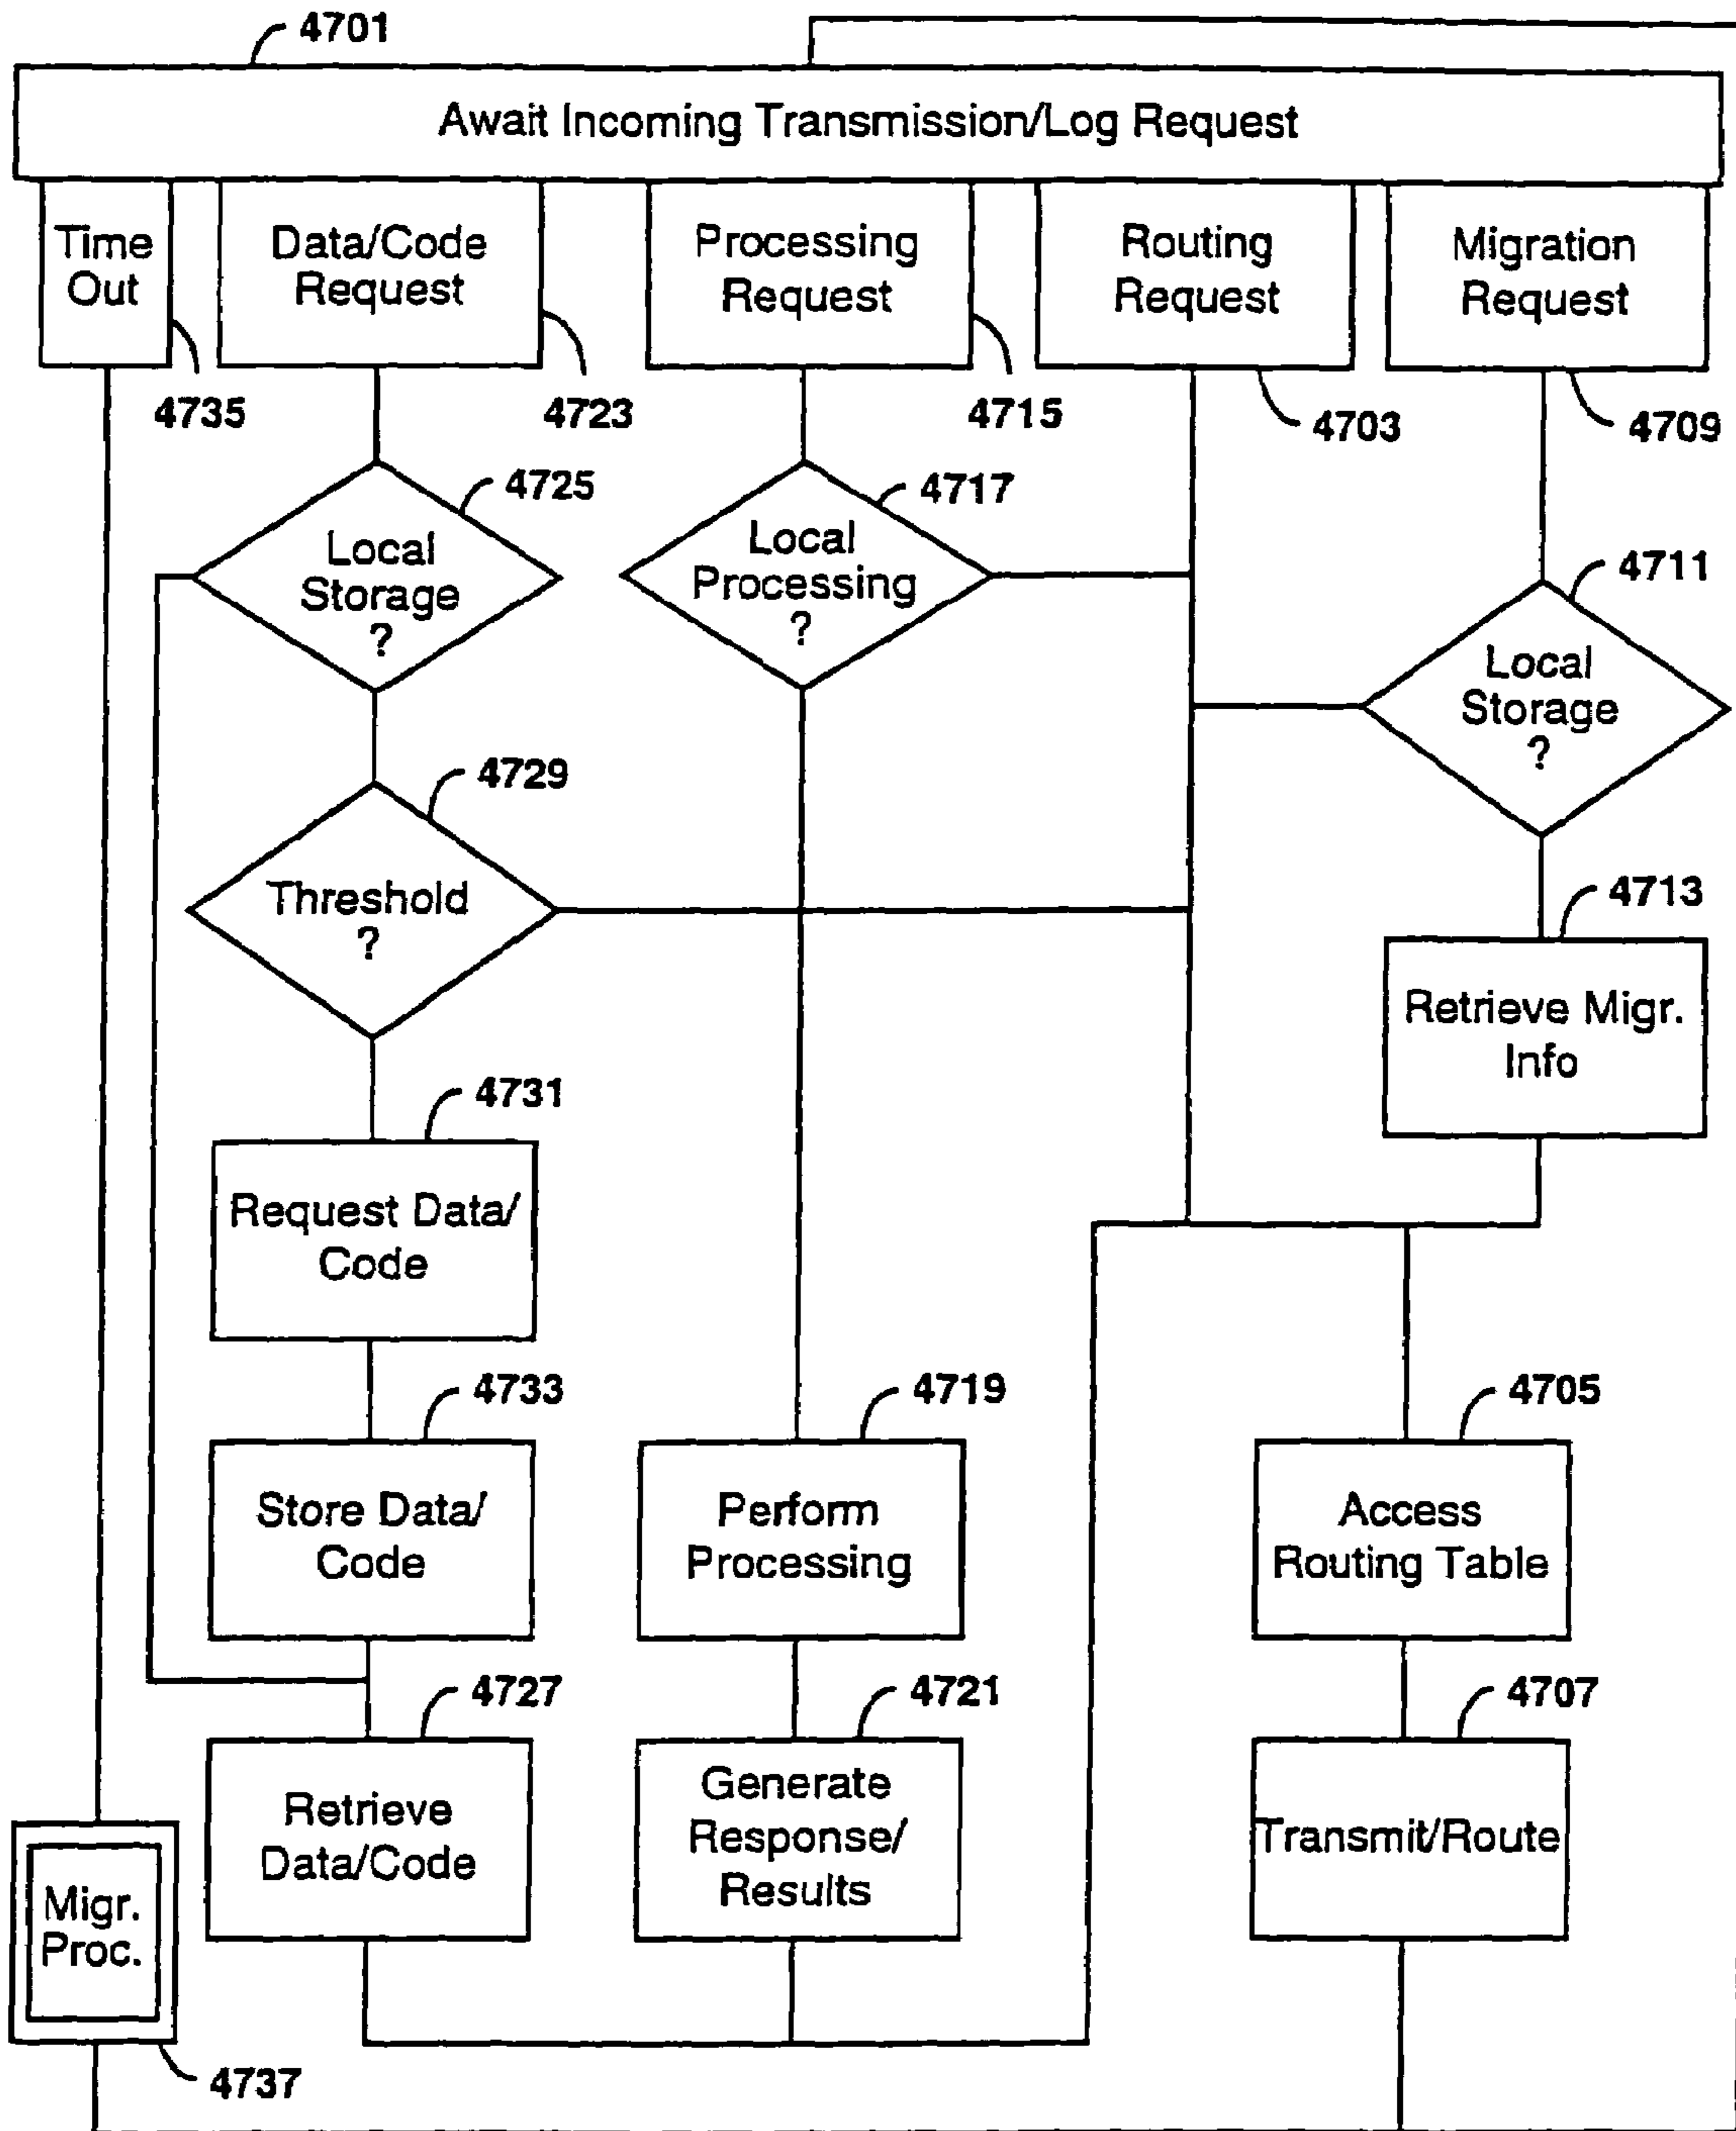 4701
Await Incoming Transmission/Log Request
Time
Out
Data/Code
Request
Processing
Request
Routing
Request
Migration
Request
4735
4723
4715
4703
4709
4725
Local
Storage
?
4717
Local
Processing
?
4711
Local
Storage
?
4729
Threshold
?
4713
Retrieve Migr.
Info
4731
Request Data/
Code
4733
Store Data/
Code
4719
Perform
Processing
4705
Access
Routing Table
4727
Retrieve
Data/Code
4721
Generate
Response/
Results
4707
Transmit/Route
Migr.
Proc.
4737